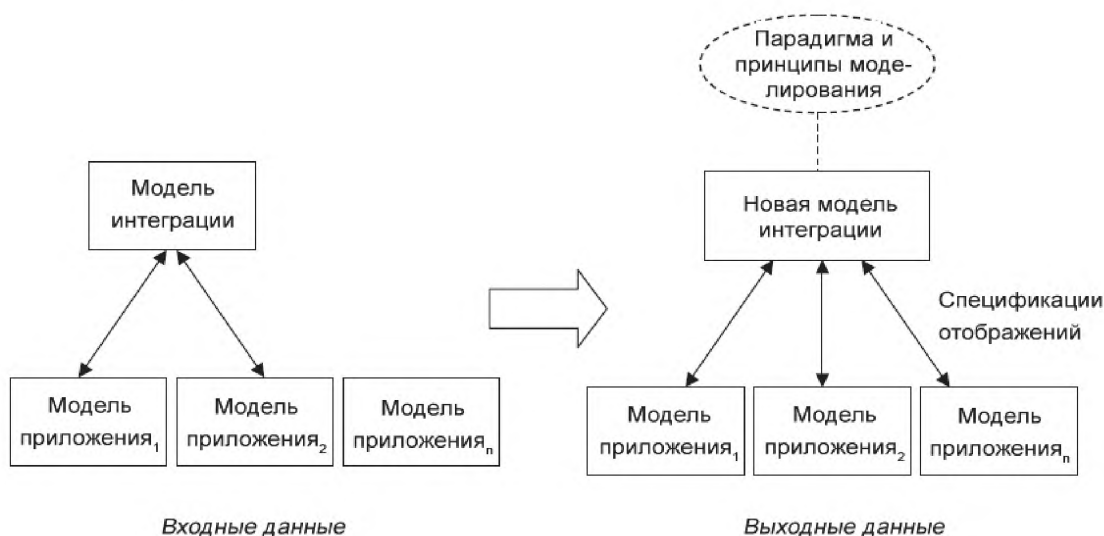 Парадигма и
принципы моде-
лирования
Модель
интеграции
Новая модель
интеграции
Спецификации
отображений
Модель
приложения1
Модель
приложения2
Модель
приложенияn
Модель
приложения1
Модель
приложения2
Модель
приложенияn
Входные данные
Выходные данные